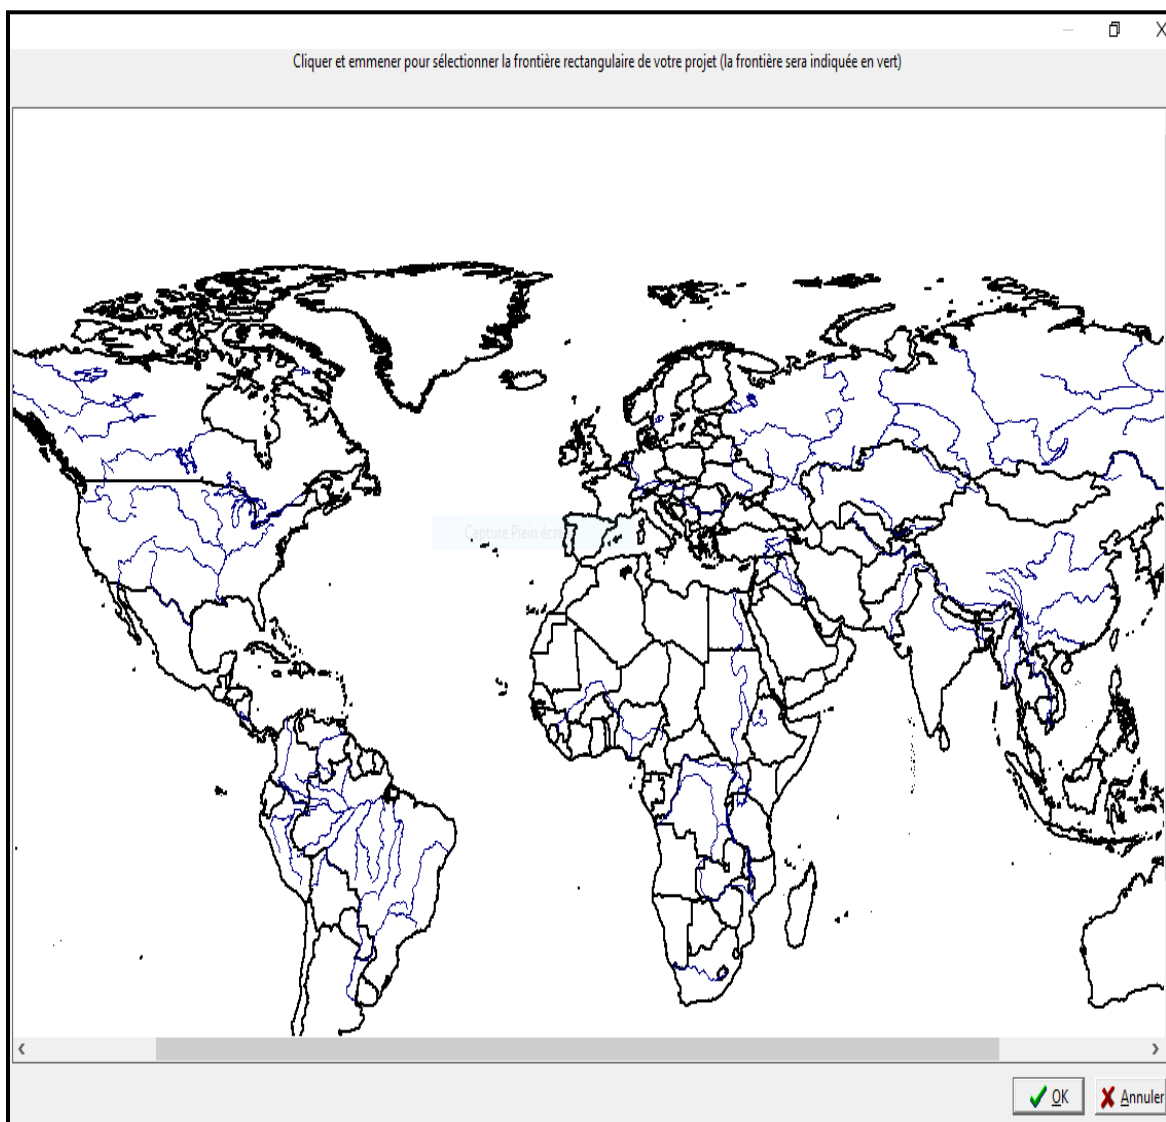 Cliquer et emmener pour sélectionner la frontière rectangulaire de votre projet (la frontière sera indiquée en vert)
Capture Plein écran
OK
Annuler